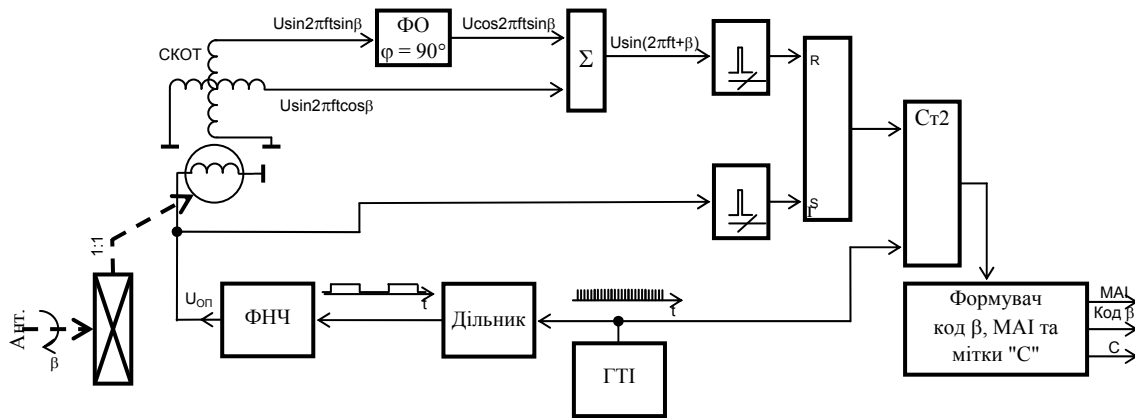 Usin2πftsinβ
ФО
φ = 90°
Ucos2πftsinβ
СКОТ
Σ
Usin(2πft+β)
R
Usin2πftcosβ
Ст2
S
T
1:1
Ант.
β
U_ОП
ФНЧ
t
Дільник
t
ГТІ
Формувач
код β, МАІ та
мітки "С"
МАІ
Код β
С